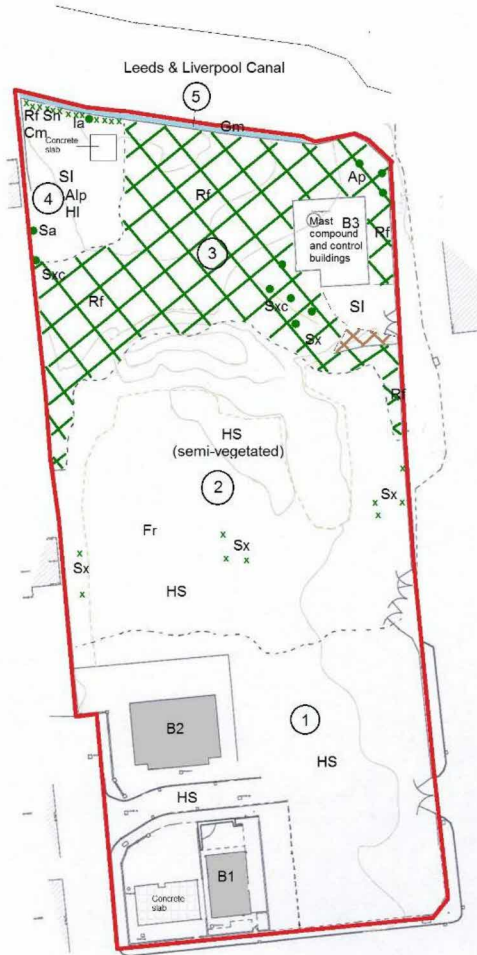 Leeds & Liverpool Canal
5
Rf Sn
Ia
Gm
Cm
Concrete
slab
Rf
Ap
SI
4
Alp
Hl
Mast
compound
and control
buildings
B3
Rf
Sa
3
Sxc
Rf
Sxc
SI
Sx
Rf
HS
(semi-vegetated)
2
Sx
Fr
Sx
Sx
HS
1
B2
HS
HS
B1
Concrete
slab